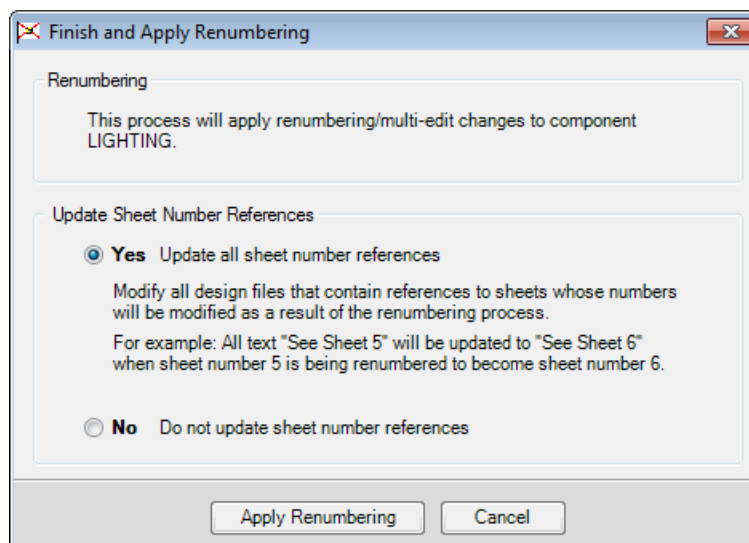 Finish and Apply Renumbering
Renumbering
This process will apply renumbering/multi-edit changes to component
LIGHTING.
Update Sheet Number References
Yes Update all sheet number references
Modify all design files that contain references to sheets whose numbers
will be modified as a result of the renumbering process.
For example: All text "See Sheet 5" will be updated to "See Sheet 6"
when sheet number 5 is being renumbered to become sheet number 6.
No Do not update sheet number references
Apply Renumbering
Cancel